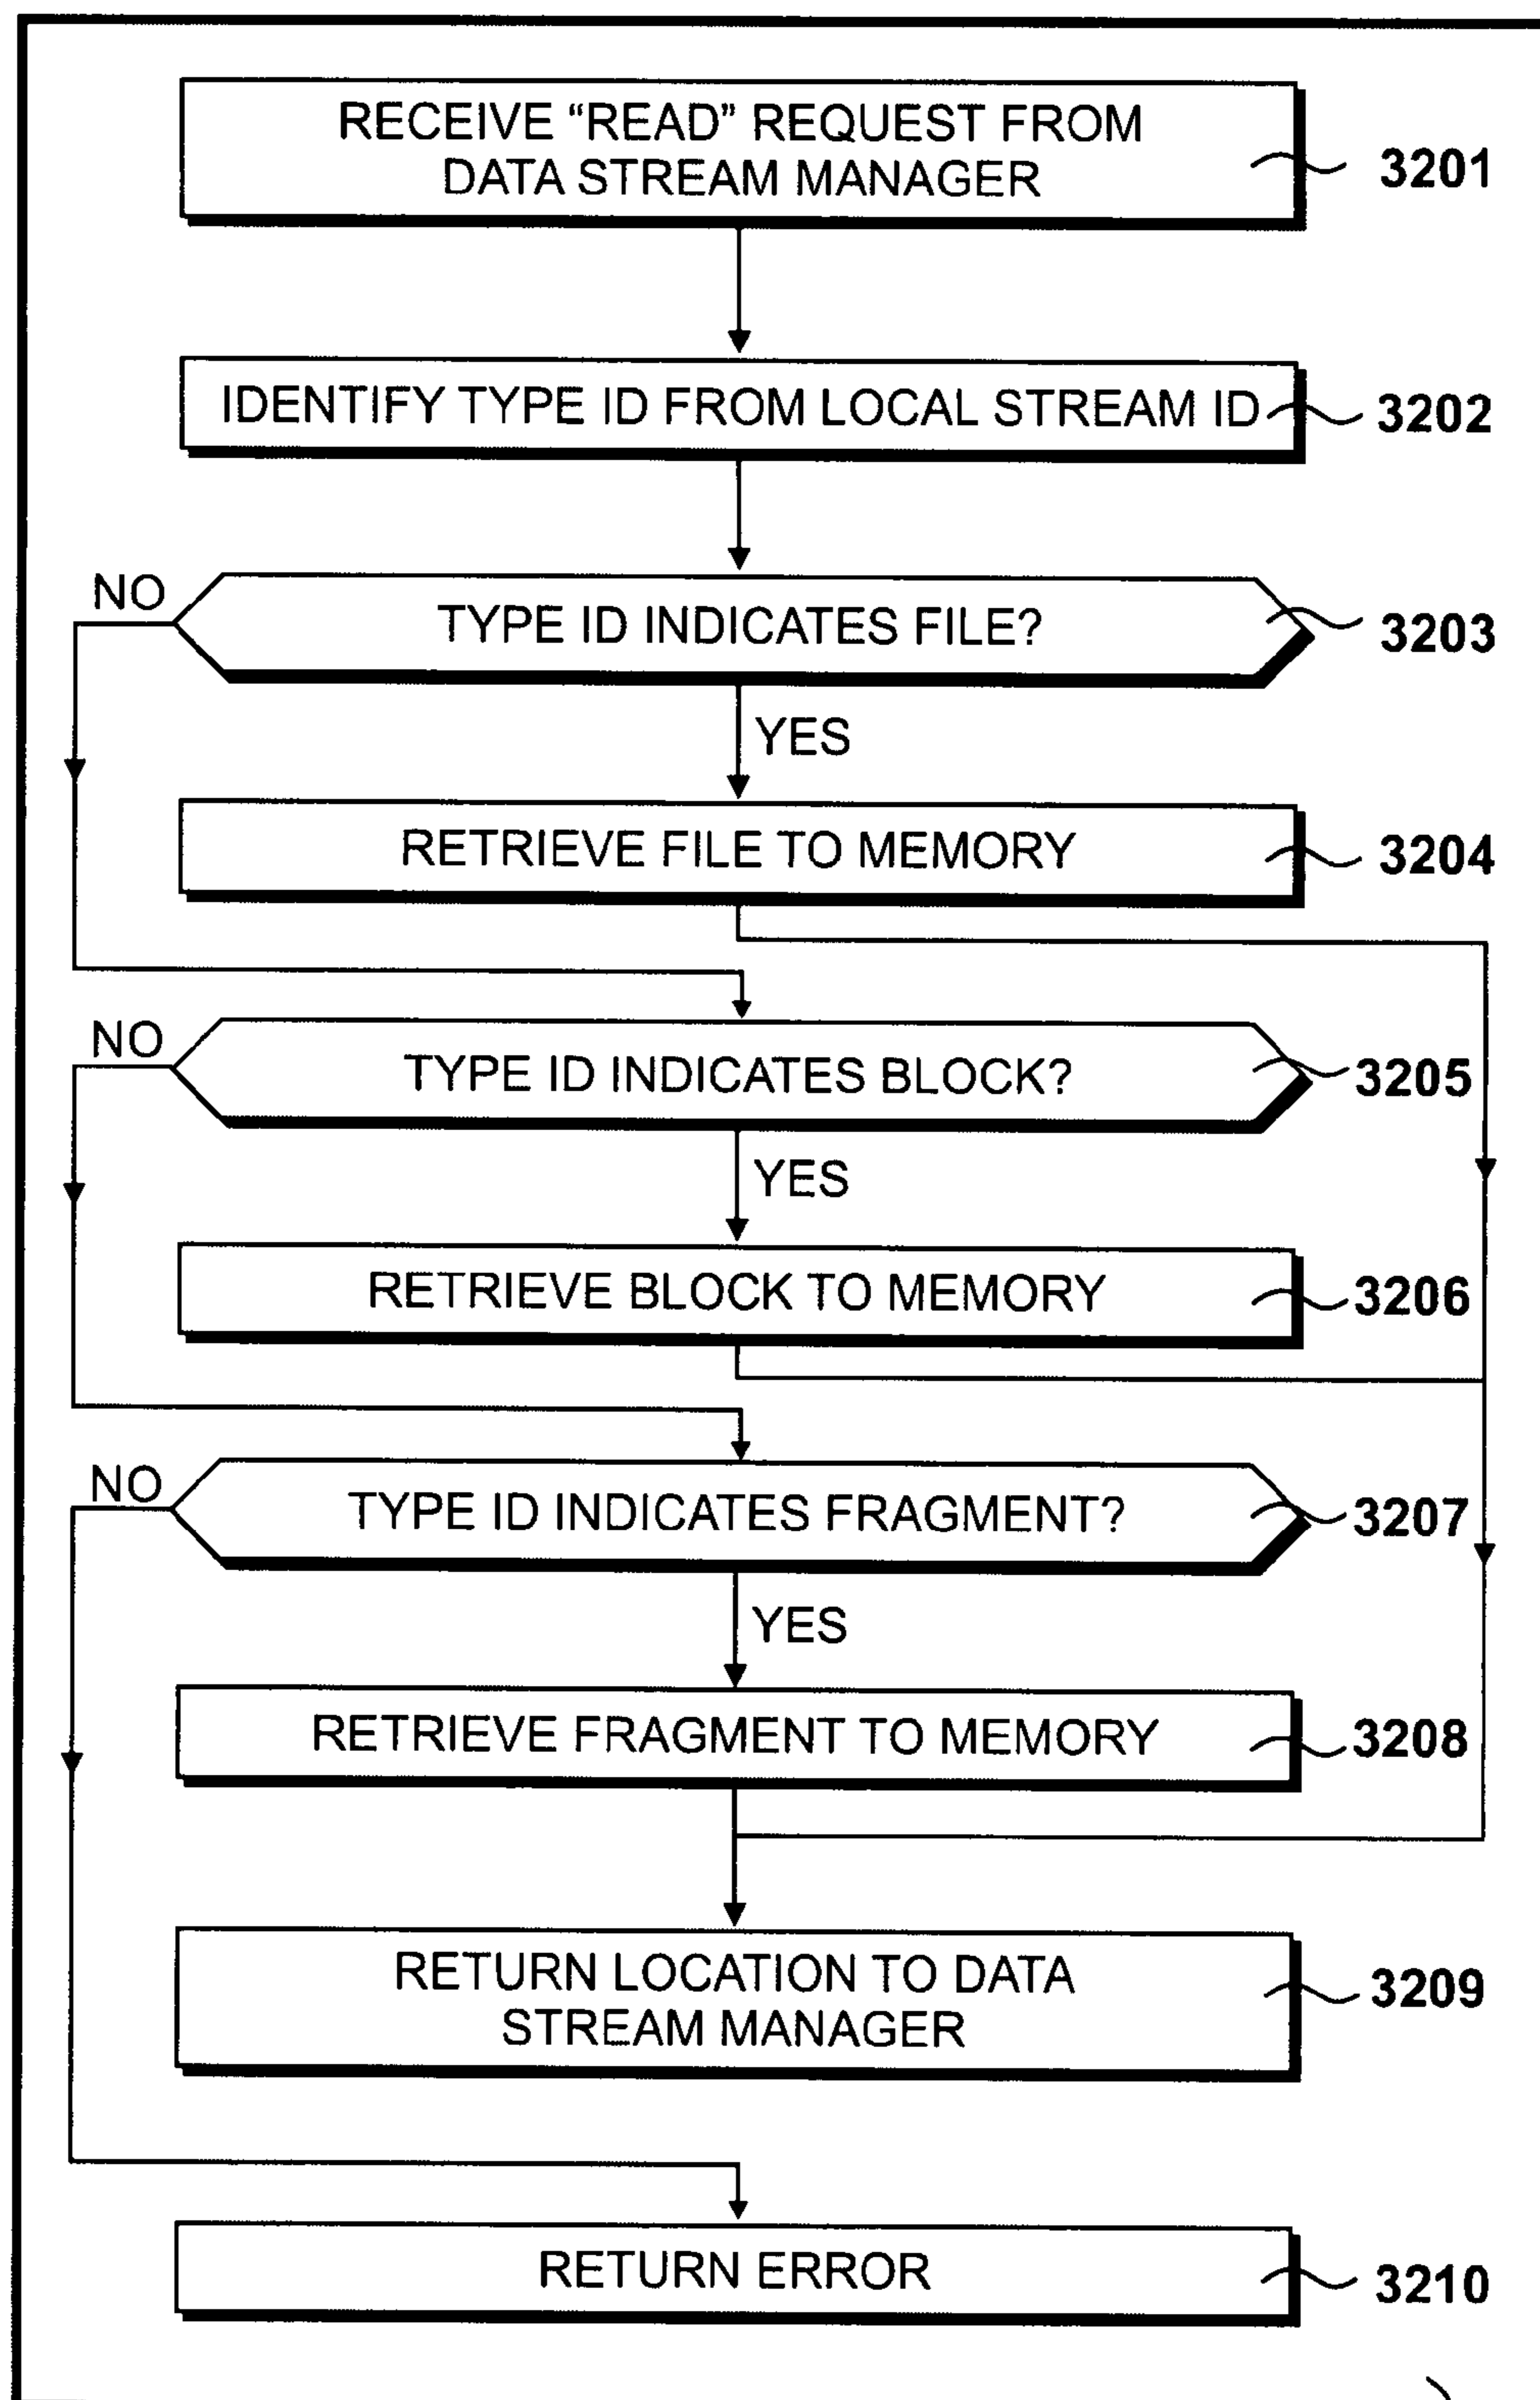 RECEIVE “READ” REQUEST FROM
DATA STREAM MANAGER
3201
IDENTIFY TYPE ID FROM LOCAL STREAM ID
3202
NO
TYPE ID INDICATES FILE?
3203
YES
RETRIEVE FILE TO MEMORY
3204
NO
TYPE ID INDICATES BLOCK?
3205
YES
RETRIEVE BLOCK TO MEMORY
3206
NO
TYPE ID INDICATES FRAGMENT?
3207
YES
RETRIEVE FRAGMENT TO MEMORY
3208
RETURN LOCATION TO DATA
STREAM MANAGER
3209
RETURN ERROR
3210